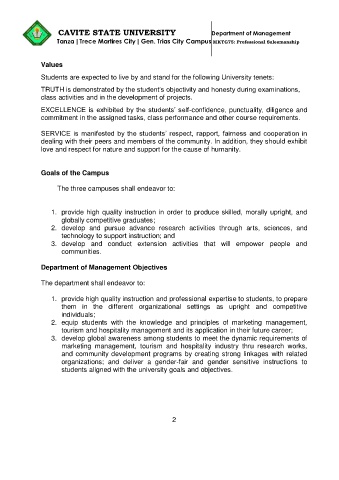 CAVITE STATE UNIVERSITY
Department of Management
Tanza | Trece Martires City | Gen. Trias City Campus
MKTG75: Professional Salesmanship
Values
Students are expected to live by and stand for the following University tenets:
TRUTH is demonstrated by the student's objectivity and honesty during examinations,
class activities and in the development of projects.
EXCELLENCE is exhibited by the students' self-confidence, punctuality, diligence and
commitment in the assigned tasks, class performance and other course requirements.
SERVICE is manifested by the students' respect, rapport, fairness and cooperation in
dealing with their peers and members of the community. In addition, they should exhibit
love and respect for nature and support for the cause of humanity.
Goals of the Campus
The three campuses shall endeavor to:
1. provide high quality instruction in order to produce skilled, morally upright, and
globally competitive graduates;
2. develop and pursue advance research activities through arts, sciences, and
technology to support instruction; and
3. develop and conduct extension activities that will empower people and
communities.
Department of Management Objectives
The department shall endeavor to:
1. provide high quality instruction and professional expertise to students, to prepare
them in the different organizational settings as upright and competitive
individuals;
2. equip students with the knowledge and principles of marketing management,
tourism and hospitality management and its application in their future career;
3. develop global awareness among students to meet the dynamic requirements of
marketing management, tourism and hospitality industry thru research works,
and community development programs by creating strong linkages with related
organizations; and deliver a gender-fair and gender sensitive instructions to
students aligned with the university goals and objectives.
2